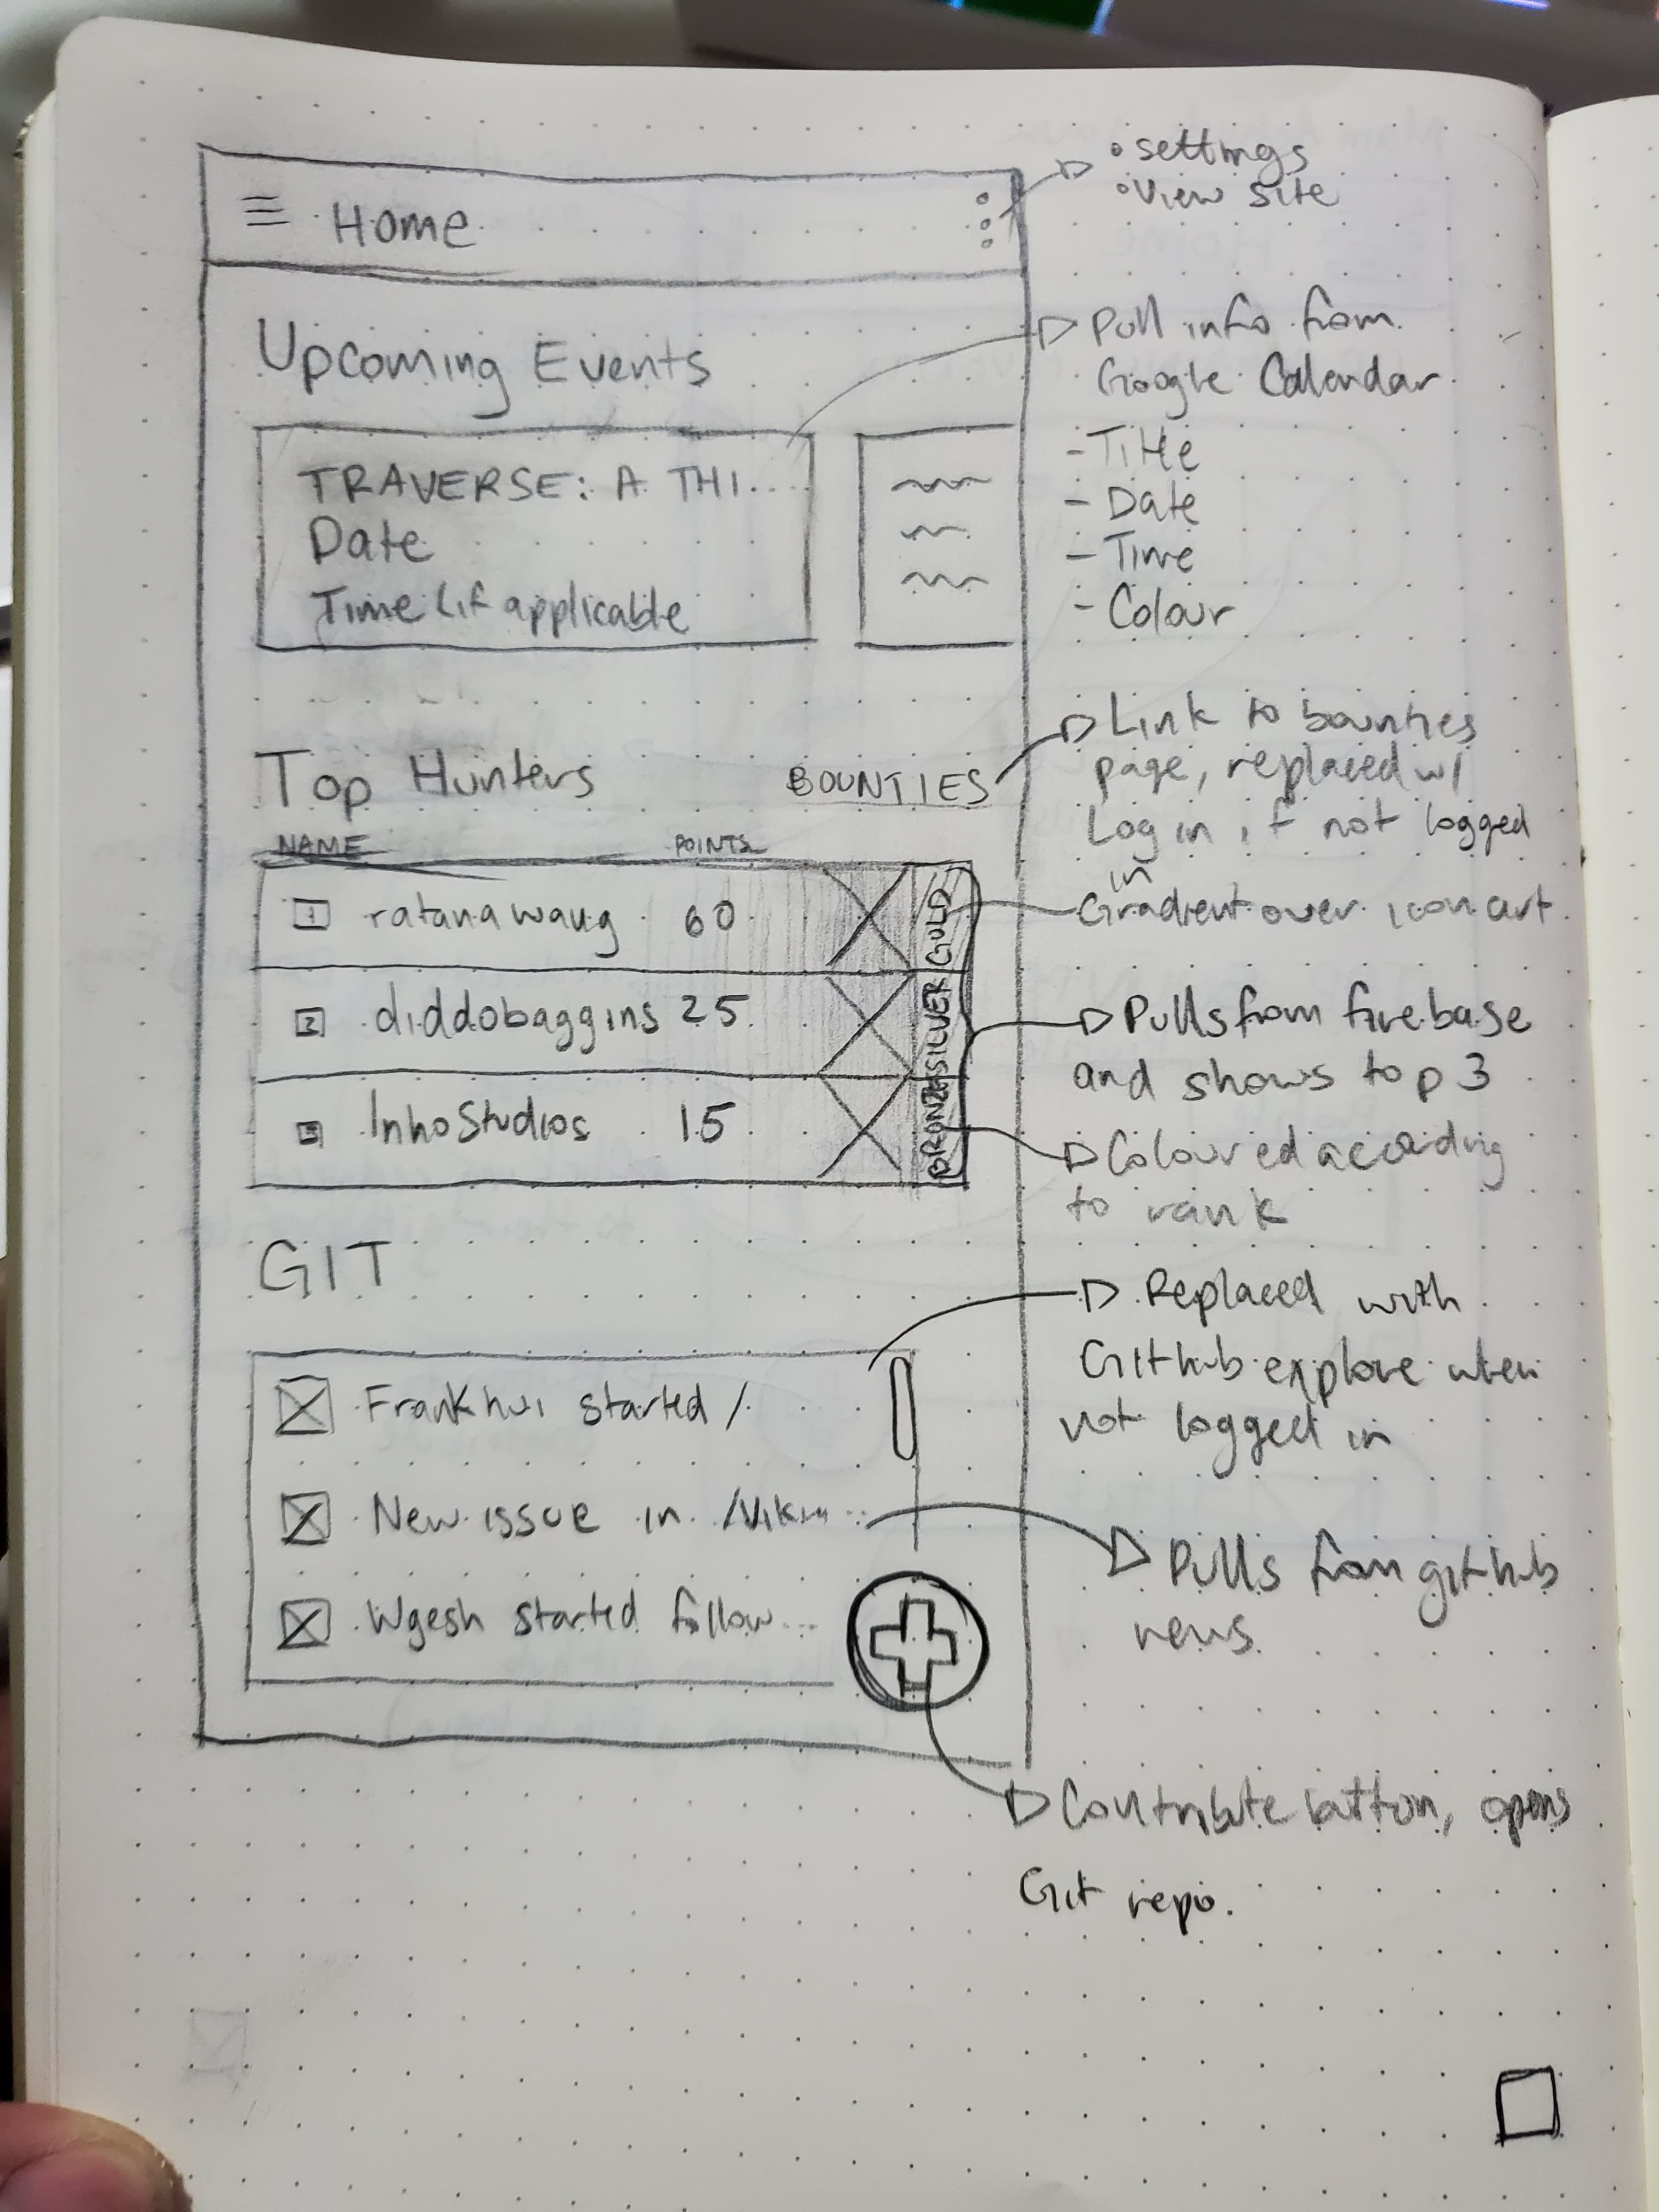 Home
• settings
• View site
Upcoming Events
Pull info from
Google Calendar
- Title
- Date
- Time
- Colour
TRAVERSE: A THI...
Date
Time (if applicable
Top Hunters
BOUNTIES
Link to bounties
page, replaced w/
Log in if not logged
in
NAME POINTS
1 ratanawaug 60 GOLD
2 diddobaggins 25 SILVER
3 InhoStudios 15 BRONZE
Gradient over icon art
Pulls from firebase
and shows top 3
Coloured according
to rank
GIT
Frankhui started /
New issue in /Vikm...
Wgesh started follow...
Replaced with
Github explore when
not logged in
Pulls from github
news
Contribute button, opens
Git repo.